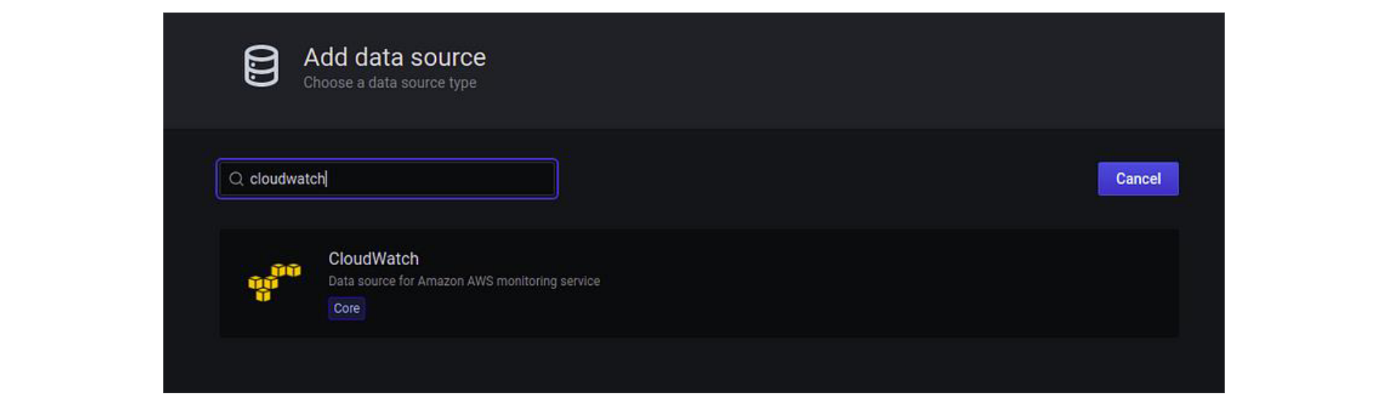 Add data source
Choose a data source type
cloudwatch
Cancel
CloudWatch
Data source for Amazon AWS monitoring service
Core